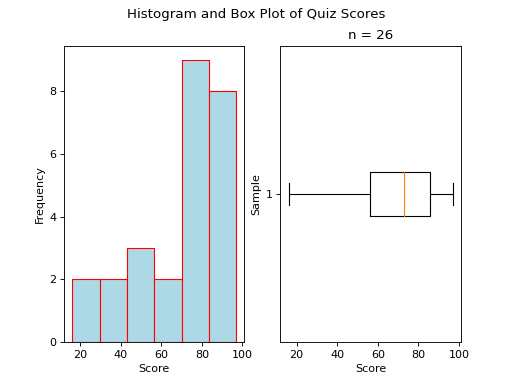 Histogram and Box Plot of Quiz Scores
n = 26
Frequency
8
6
4
2
0
20 40 60 80 100
Score
Sample
1
20 40 60 80 100
Score